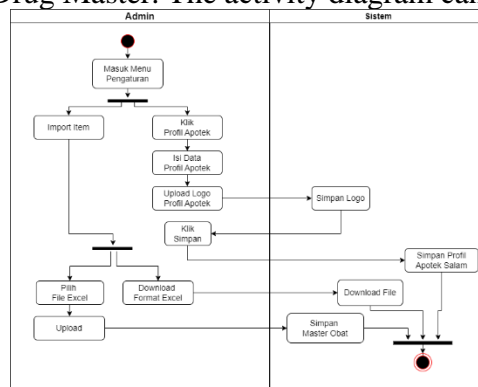 Drug Master. The activity diagram can
Admin
Sistem
Masuk Menu
Pengaturan
Import Item
Klik
Profil Apotek
Isi Data
Profil Apotek
Upload Logo
Profil Apotek
Simpan Logo
Klik
Simpan
Simpan Profil
Apotek Salam
Pilih
File Excel
Download
Format Excel
Download File
Upload
Simpan
Master Obat